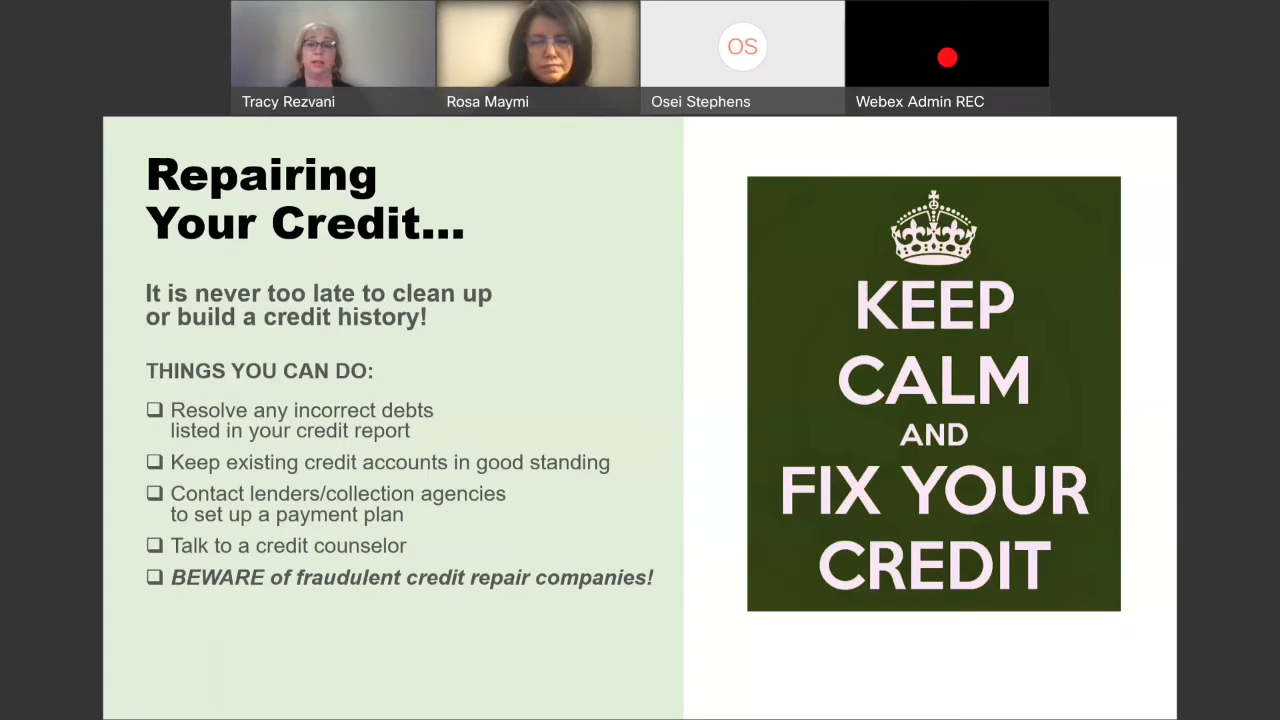 OS
Tracy Rezvani
Rosa Maymi
Osei Stephens
Webex Admin REC
Repairing
Your Credit...
It is never too late to clean up
or build a credit history!
THINGS YOU CAN DO:
❑ Resolve any incorrect debts
listed in your credit report
❑ Keep existing credit accounts in good standing
❑ Contact lenders/collection agencies
to set up a payment plan
❑ Talk to a credit counselor
❑ BEWARE of fraudulent credit repair companies!
KEEP
CALM
AND
FIX YOUR
CREDIT